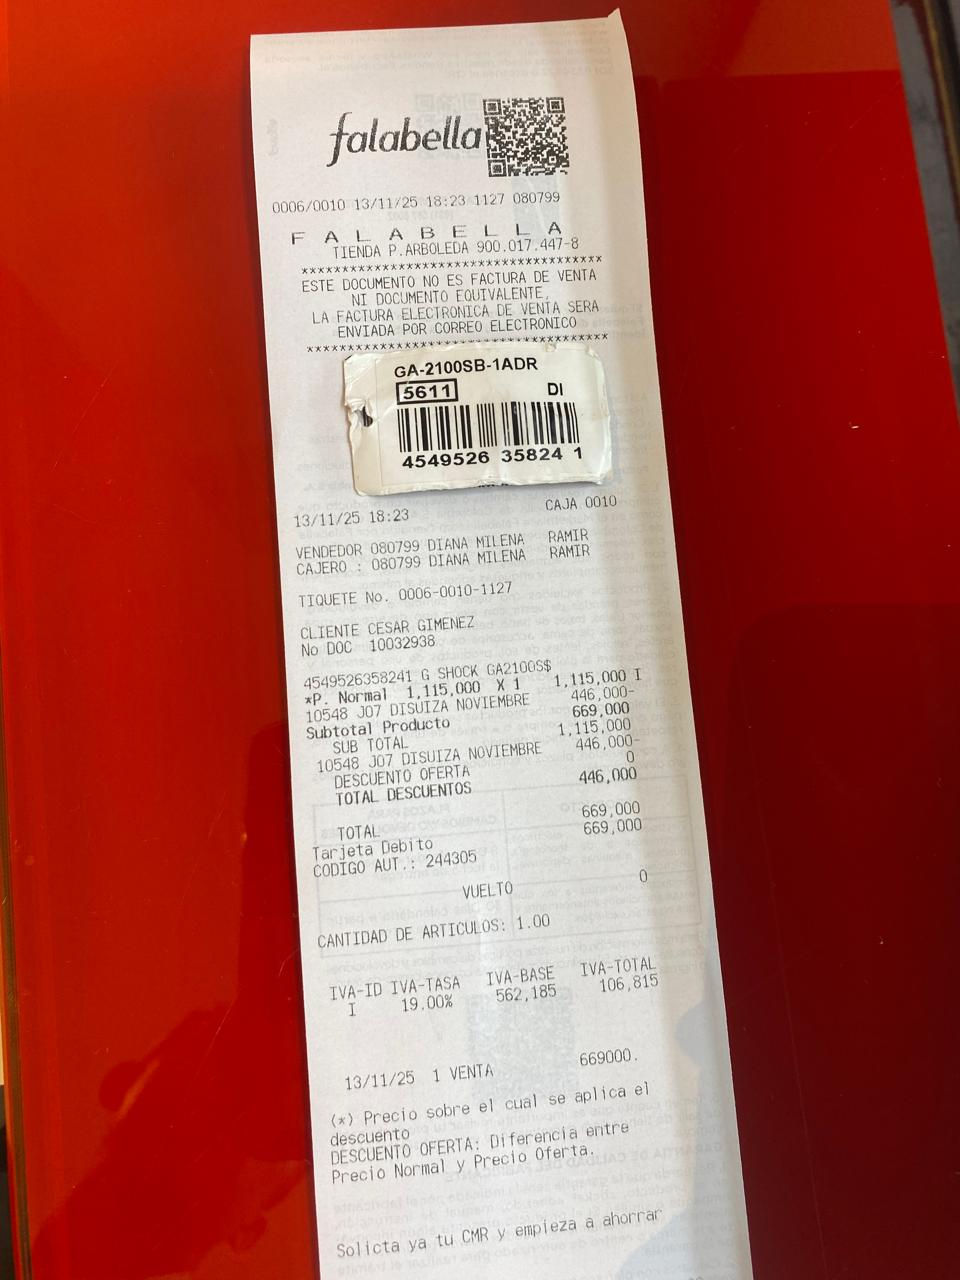 falabella
0006/0010 13/11/25 18:23 1127 080799
F A L A B E L L A
TIENDA P.ARBOLEDA 900.017.447-8
************************************
ESTE DOCUMENTO NO ES FACTURA DE VENTA
NI DOCUMENTO EQUIVALENTE,
LA FACTURA ELECTRONICA DE VENTA SERA
ENVIADA POR CORREO ELECTRONICO
************************************
GA-2100SB-1ADR
5611 DI
4549526 35824 1
13/11/25 18:23 CAJA 0010
VENDEDOR 080799 DIANA MILENA RAMIR
CAJERO : 080799 DIANA MILENA RAMIR
TIQUETE No. 0006-0010-1127
CLIENTE CESAR GIMENEZ
No DOC 10032938
4549526358241 G SHOCK GA2100S$
*P. Normal 1,115,000 X 1 1,115,000 I
10548 J07 DISUIZA NOVIEMBRE 446,000-
Subtotal Producto 669,000
SUB TOTAL 1,115,000
10548 J07 DISUIZA NOVIEMBRE 446,000-
DESCUENTO OFERTA 0
TOTAL DESCUENTOS 446,000
TOTAL 669,000
Tarjeta Debito 669,000
CODIGO AUT.: 244305
VUELTO 0
CANTIDAD DE ARTICULOS: 1.00
IVA-ID IVA-TASA IVA-BASE IVA-TOTAL
I 19.00% 562,185 106,815
13/11/25 1 VENTA 669000.
(*) Precio sobre el cual se aplica el
descuento
DESCUENTO OFERTA: Diferencia entre
Precio Normal y Precio Oferta.
Solicta ya tu CMR y empieza a ahorrar